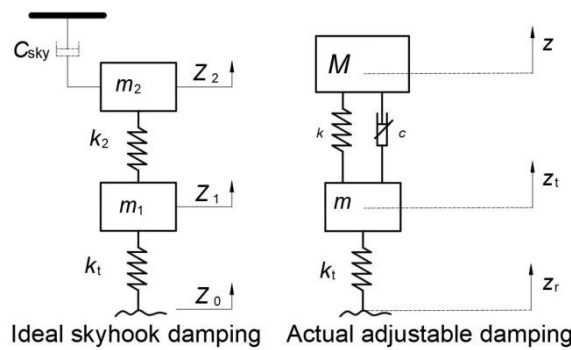 Csky
m2
Z2
k2
m1
Z1
kt
Z0
Ideal skyhook damping
M
z
k
c
m
zt
kt
zr
Actual adjustable damping